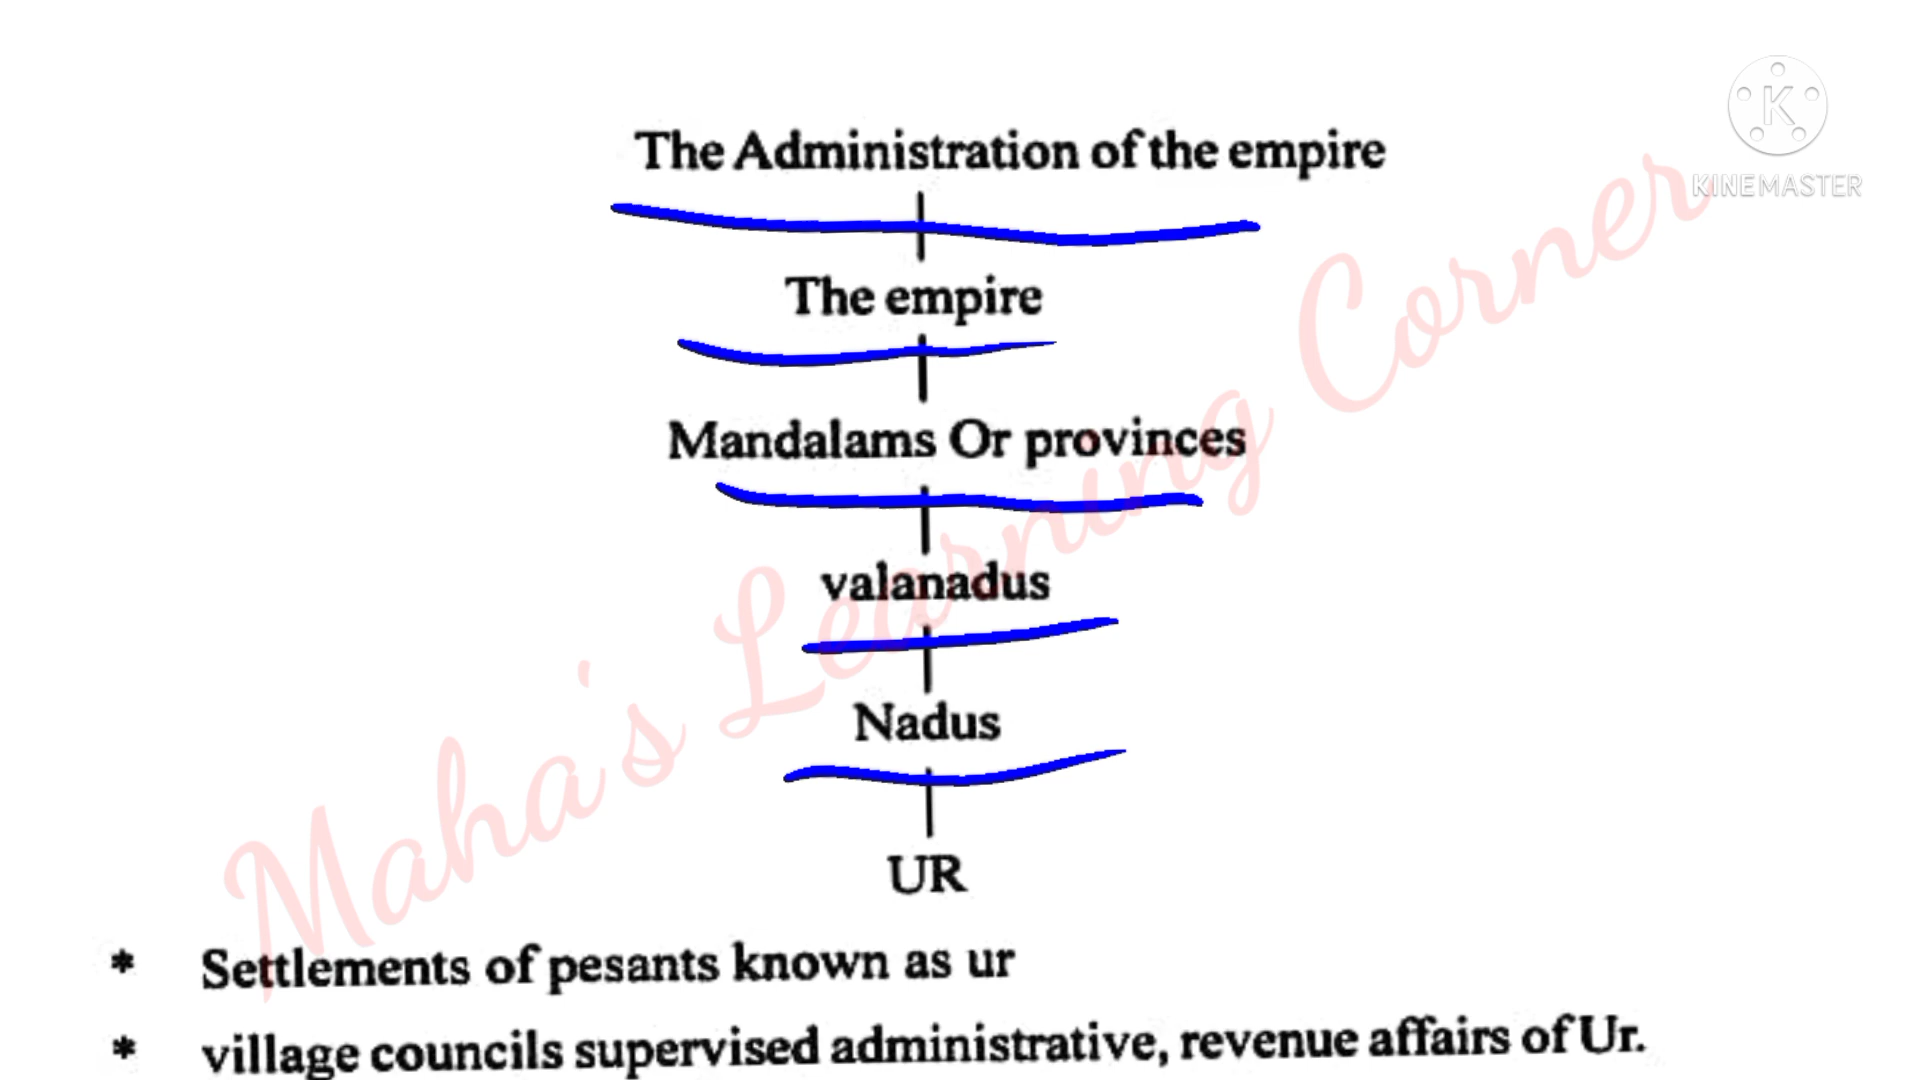 The Administration of the empire
The empire
Mandalams Or provinces
valanadus
Nadus
UR
* Settlements of pesants known as ur
* village councils supervised administrative, revenue affairs of Ur.
Maha's Learning Corner
K
KINEMASTER